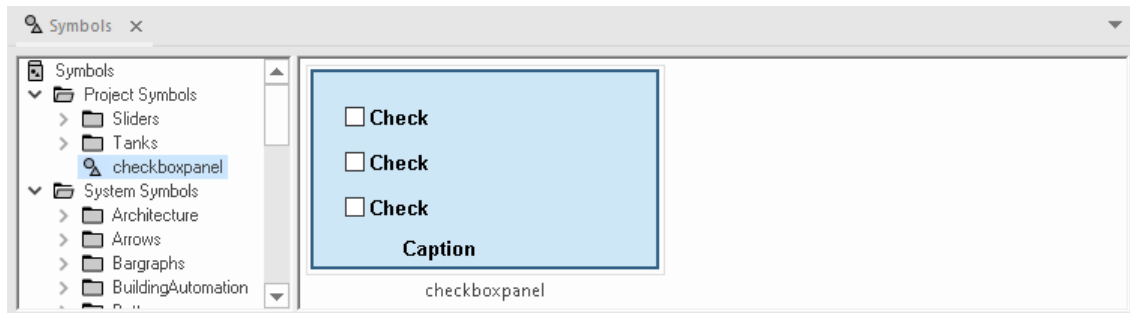 Symbols
Symbols
Project Symbols
Sliders
Tanks
checkboxpanel
System Symbols
Architecture
Arrows
Bargraphs
BuildingAutomation
Check
Check
Check
Caption
checkboxpanel